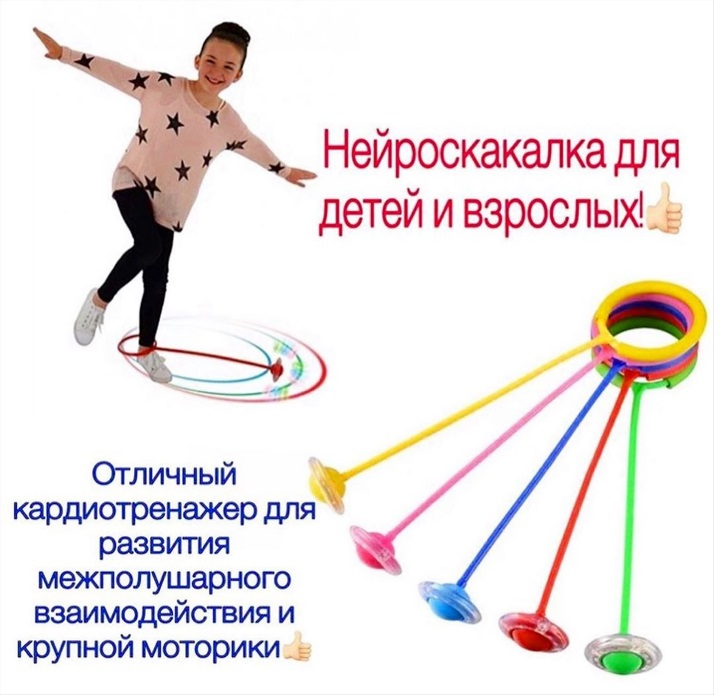 Нейроскакалка для
детей и взрослых!👍🏻
Отличный
кардиотренажер для
развития
межполушарного
взаимодействия и
крупной моторики👍🏻